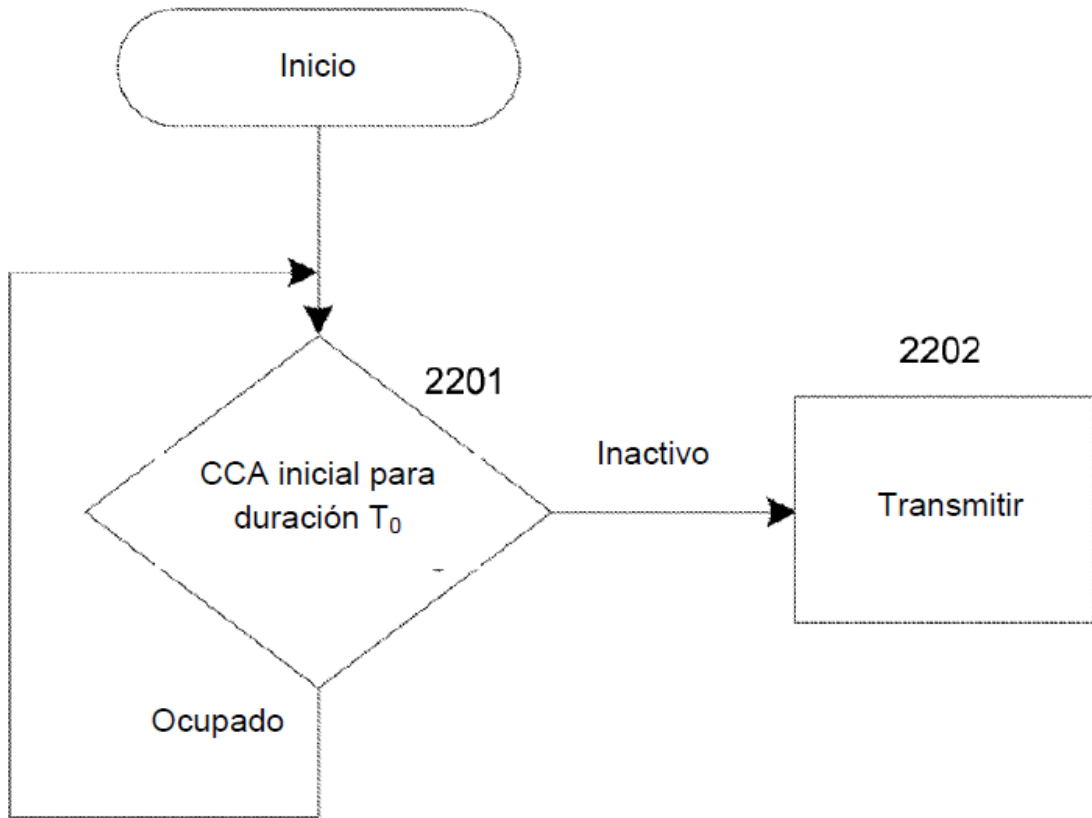 Inicio
2201
2202
CCA inicial para
duración T₀
Inactivo
Transmitir
Ocupado